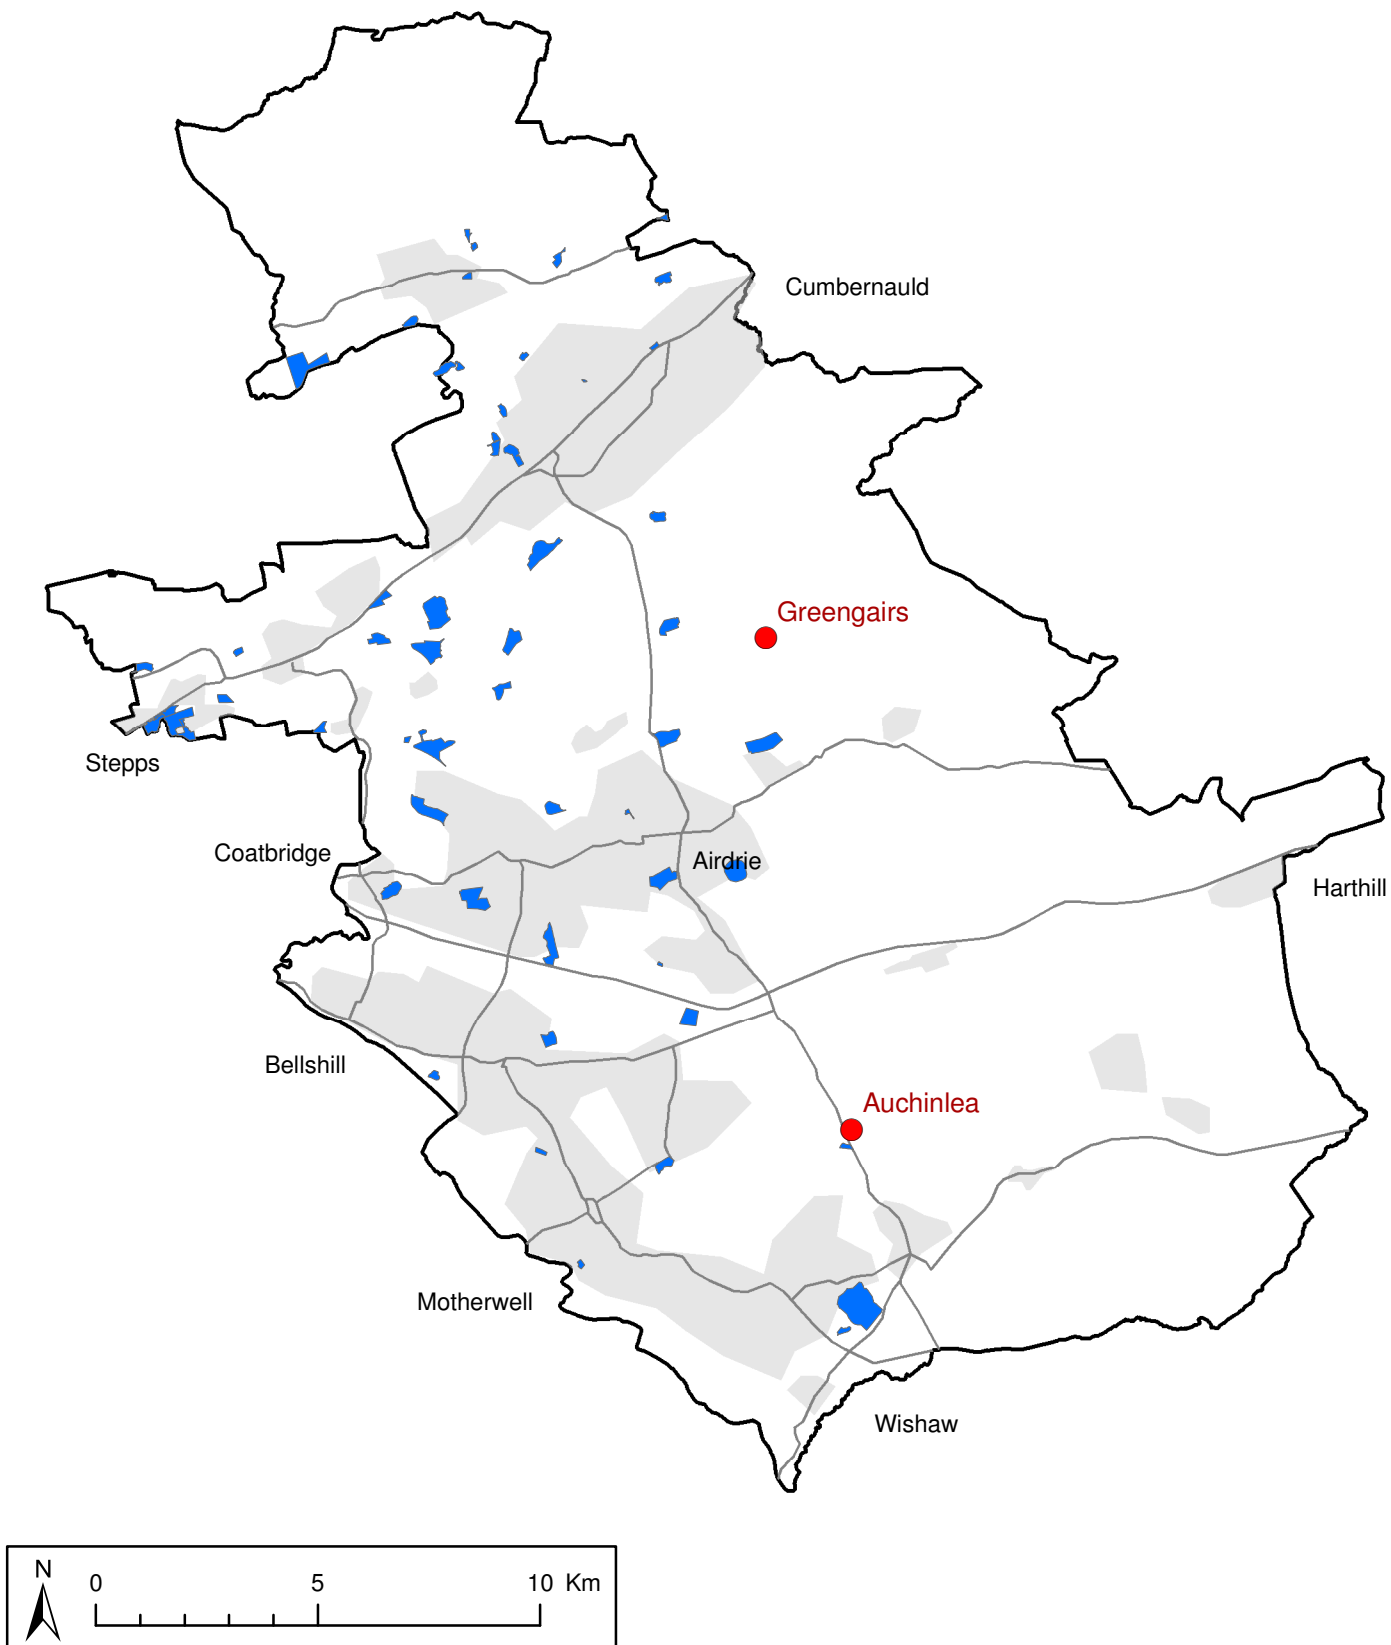 Cumbernauld
Greengairs
Stepps
Coatbridge
Airdrie
Harthill
Bellshill
Auchinlea
Motherwell
Wishaw
N
0 5 10 Km